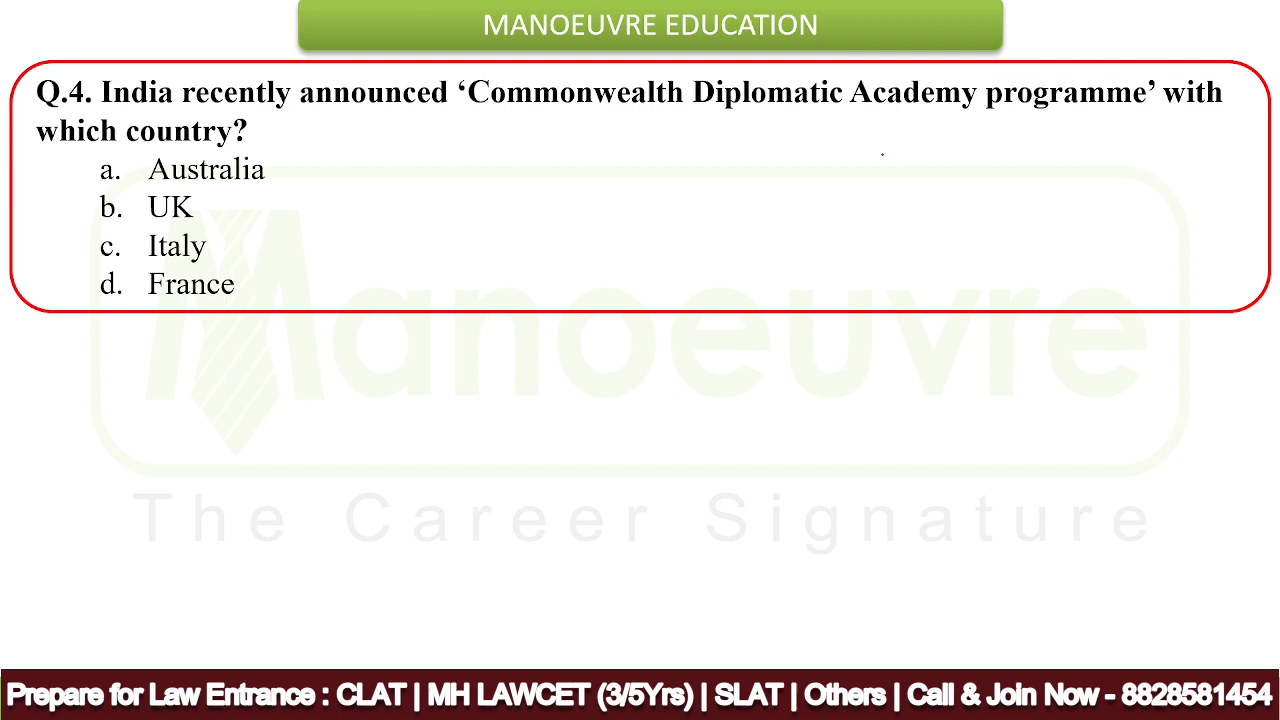 MANOEUVRE EDUCATION
Q.4. India recently announced ‘Commonwealth Diplomatic Academy programme’ with
which country?
a. Australia
b. UK
c. Italy
d. France
Manoeuvre
The Career Signature
Prepare for Law Entrance : CLAT | MH LAWCET (3/5Yrs) | SLAT | Others | Call & Join Now - 8828581454